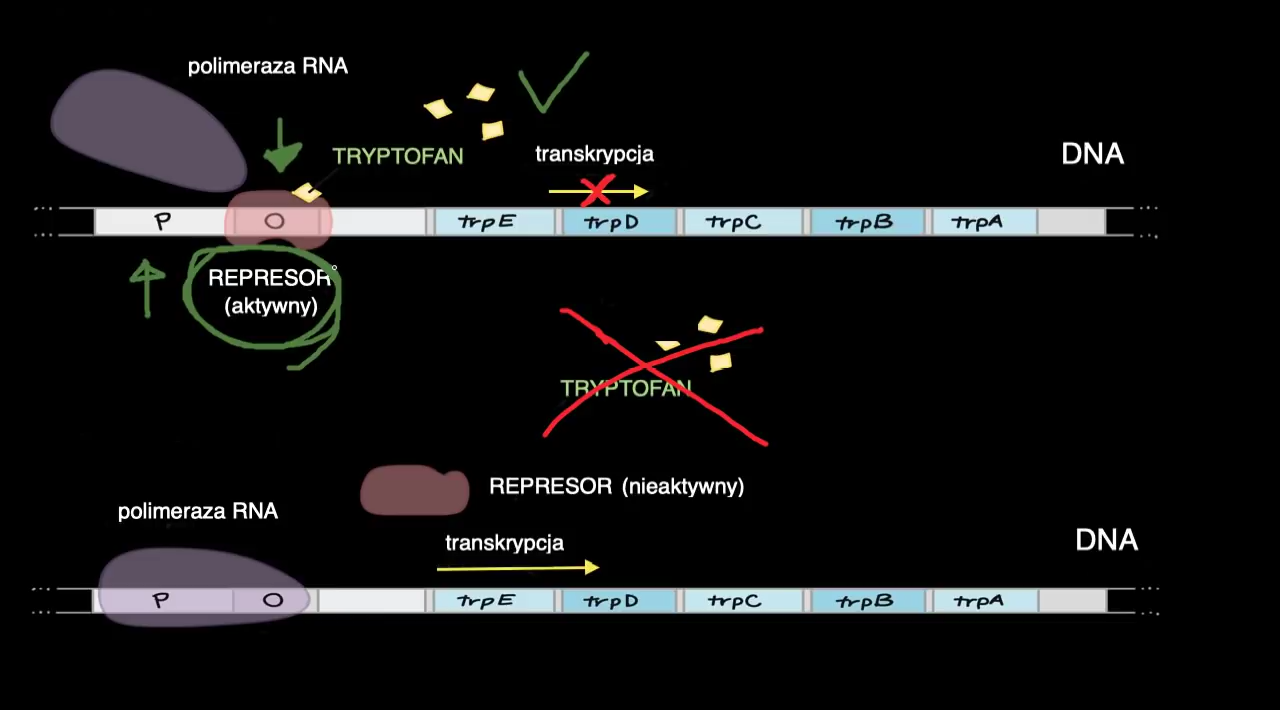 polimeraza RNA
TRYPTOFAN
transkrypcja
DNA
P O trpE trpD trpC trpB trpA
REPRESOR
(aktywny)
TRYPTOFAN
REPRESOR (nieaktywny)
polimeraza RNA
transkrypcja
DNA
P O trpE trpD trpC trpB trpA